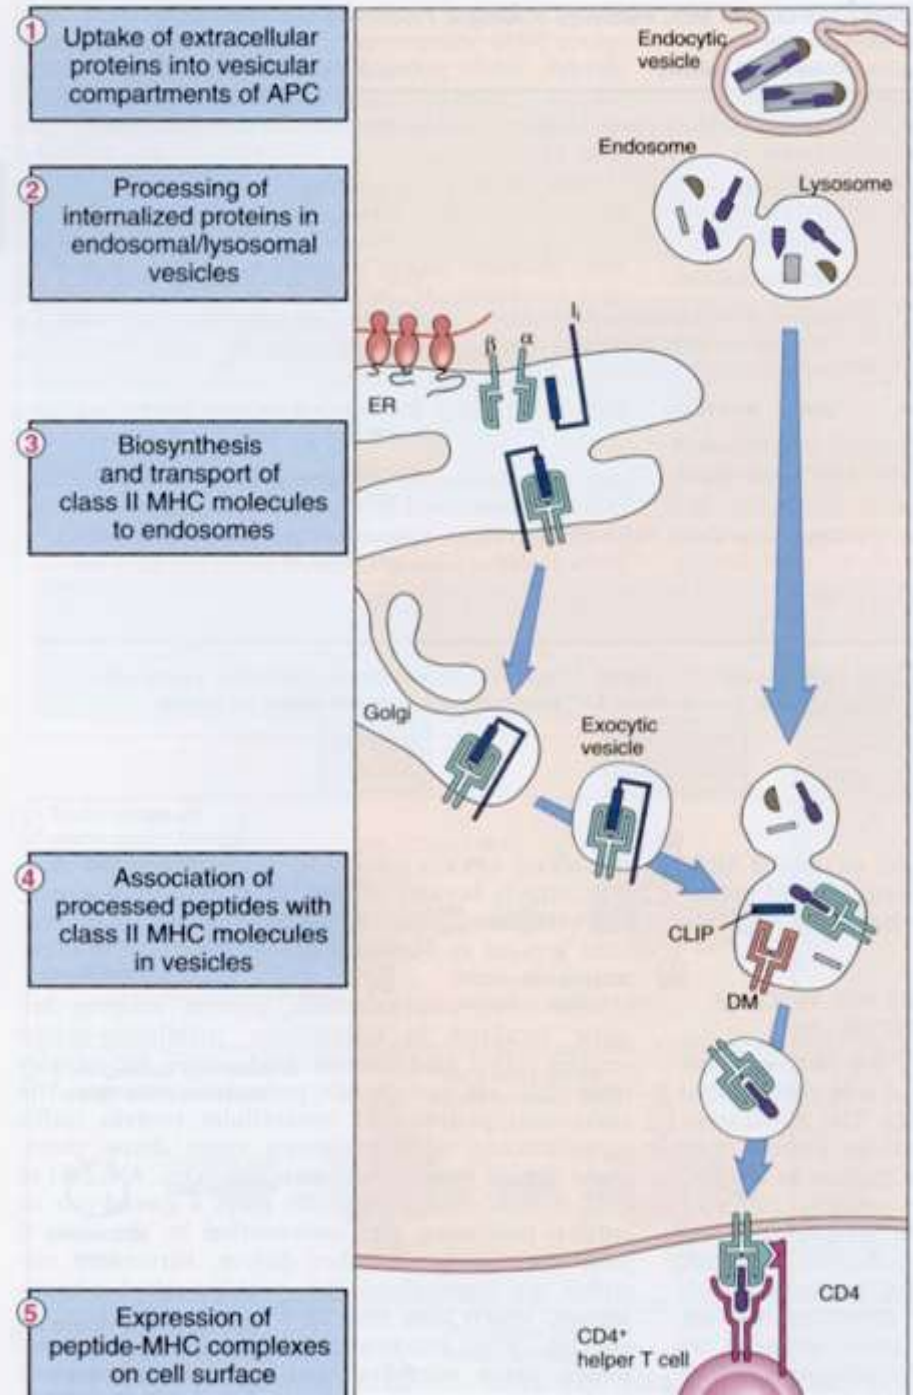 1
Uptake of extracellular
proteins into vesicular
compartments of APC
Endocytic
vesicle
2
Processing of
internalized proteins in
endosomal/lysosomal
vesicles
Endosome
Lysosome
β
α
Ii
ER
3
Biosynthesis
and transport of
class II MHC molecules
to endosomes
Golgi
Exocytic
vesicle
4
Association of
processed peptides with
class II MHC molecules
in vesicles
CLIP
DM
5
Expression of
peptide-MHC complexes
on cell surface
CD4
CD4+
helper T cell